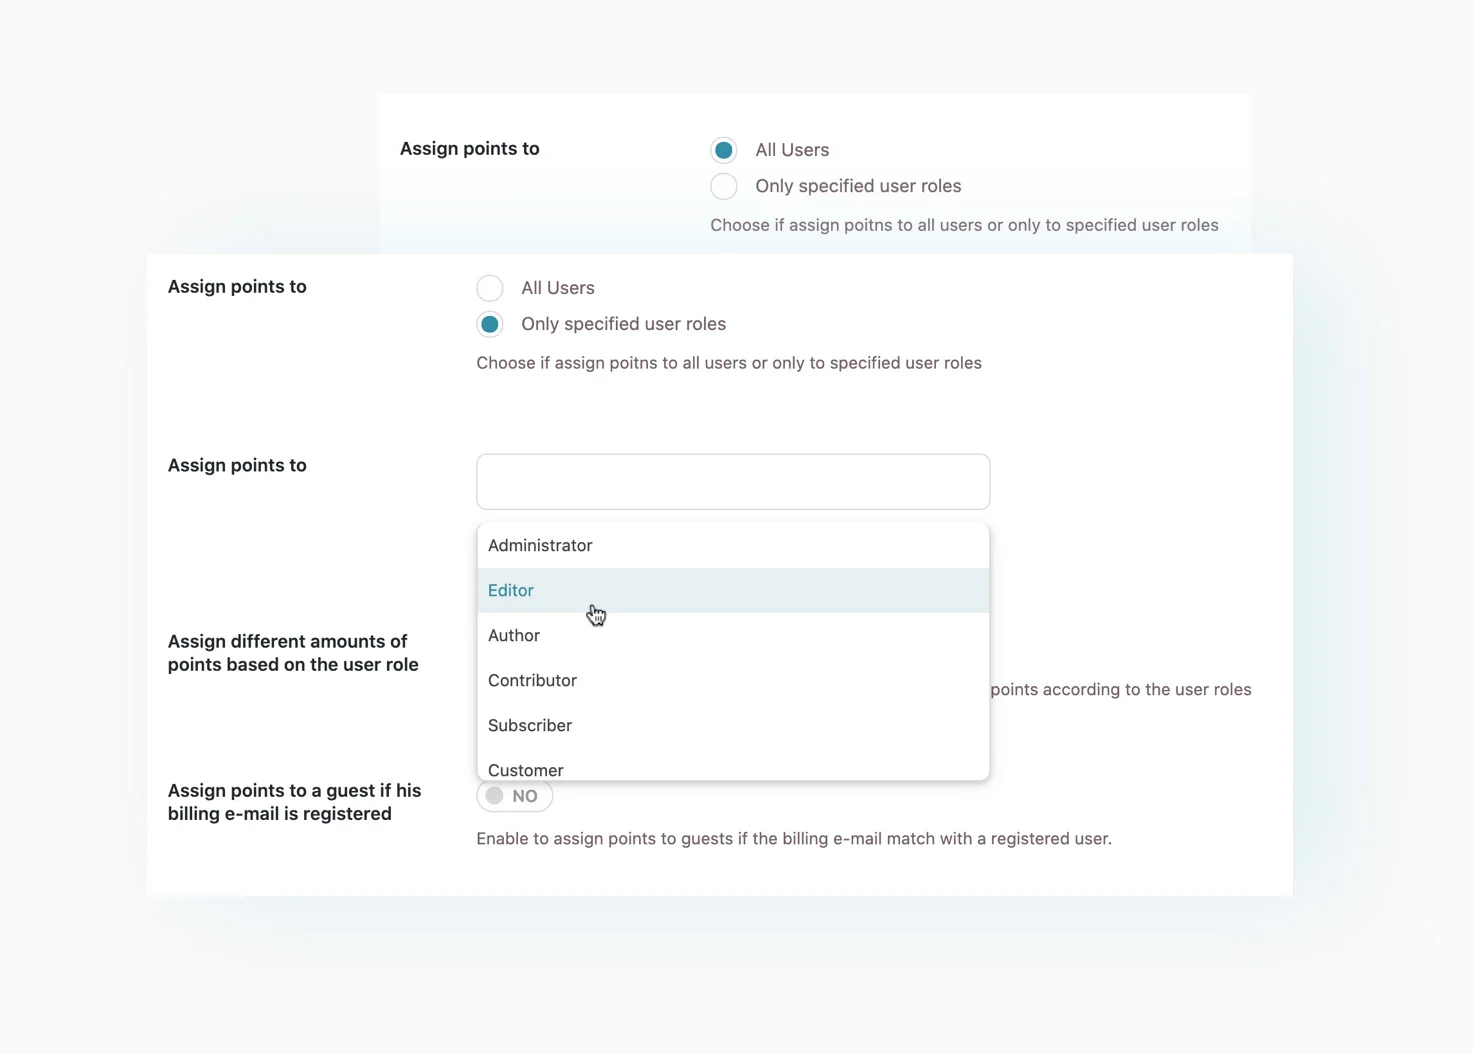 Assign points to
All Users
Only specified user roles
Choose if assign poitns to all users or only to specified user roles
Assign points to
All Users
Only specified user roles
Choose if assign poitns to all users or only to specified user roles
Assign points to
Administrator
Editor
Author
Contributor
Subscriber
Customer
Assign different amounts of
points based on the user role
points according to the user roles
Assign points to a guest if his
billing e-mail is registered
NO
Enable to assign points to guests if the billing e-mail match with a registered user.